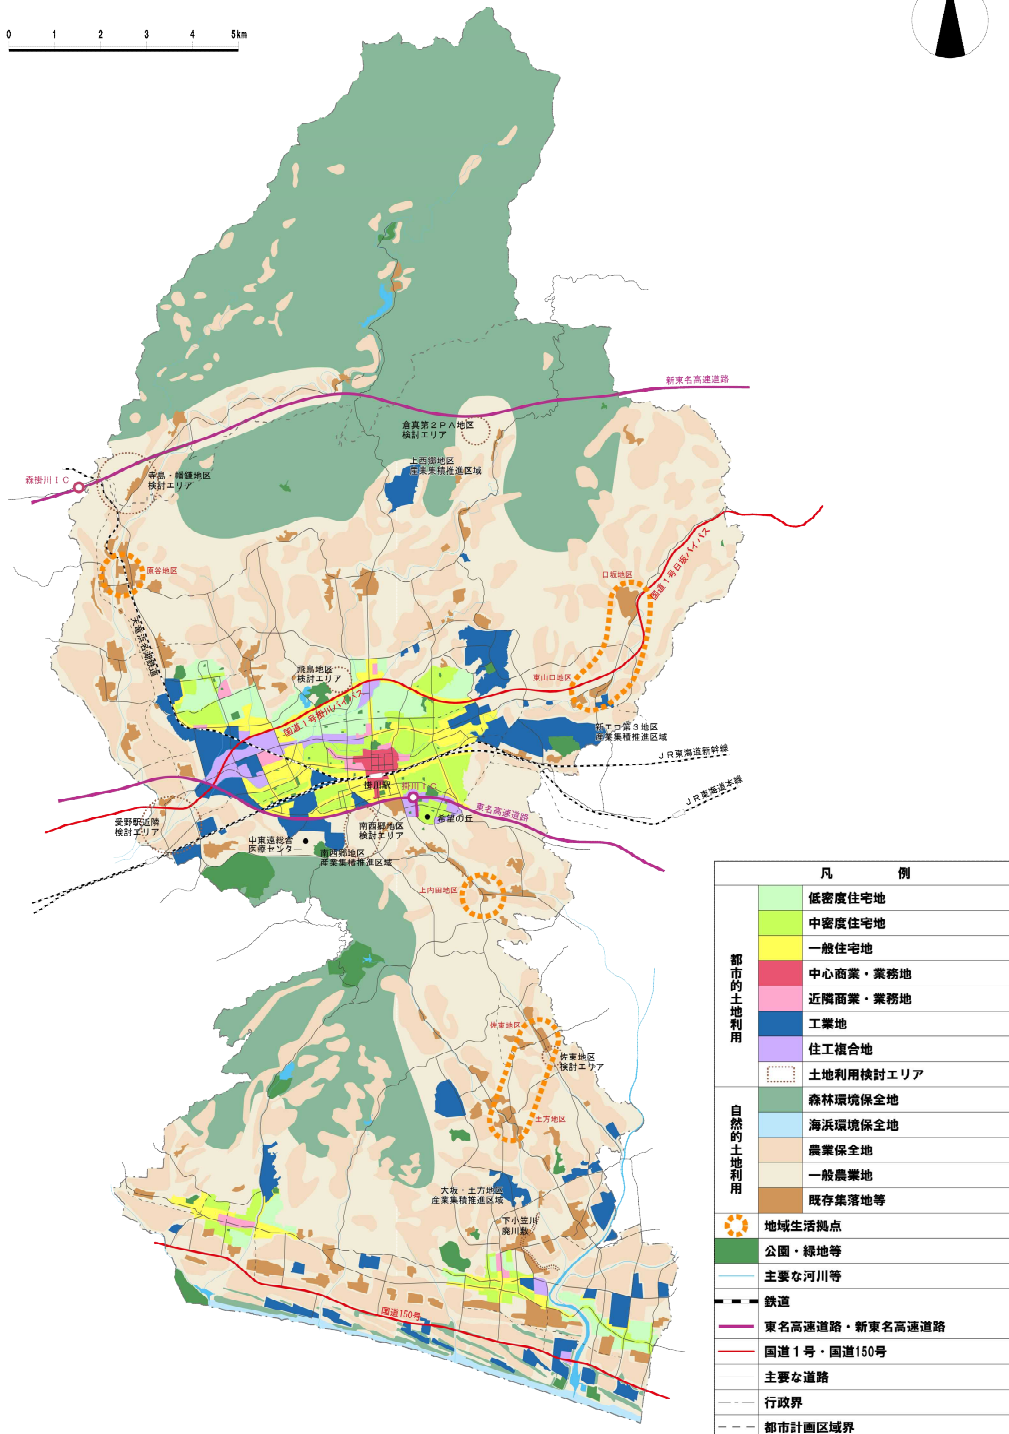 0 1 2 3 4 5km
新東名高速道路
倉真第2PA地区
検討エリア
上西郷地区
産業集積推進区域
森掛川IC
寺島・幡鎌地区
検討エリア
原谷地区
国道1号日坂バイパス
日坂地区
天竜浜名湖鉄道
飛鳥地区
検討エリア
東山口地区
国道1号掛川バイパス
新エコ第3地区
産業集積推進区域
JR東海道新幹線
掛川駅
掛川IC
JR東海道本線
東名高速道路
希望の丘
愛野駅近隣
検討エリア
南西郷地区
検討エリア
中東遠総合
医療センター
南西郷地区
産業集積推進区域
上内田地区
佐束地区
佐束地区
検討エリア
土方地区
大坂・土方地区
産業集積推進区域
下小笠川
廃川敷
国道150号
凡 例
都市的土地利用
低密度住宅地
中密度住宅地
一般住宅地
中心商業・業務地
近隣商業・業務地
工業地
住工複合地
土地利用検討エリア
自然的土地利用
森林環境保全地
海浜環境保全地
農業保全地
一般農業地
既存集落地等
地域生活拠点
公園・緑地等
主要な河川等
鉄道
東名高速道路・新東名高速道路
国道1号・国道150号
主要な道路
行政界
都市計画区域界